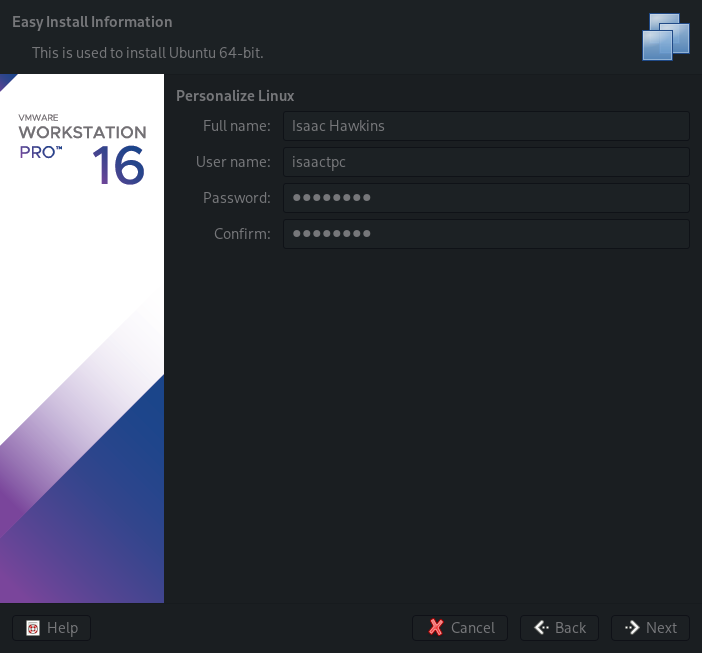 Easy Install Information
This is used to install Ubuntu 64-bit.
VMWARE
WORKSTATION
PRO™ 16
Personalize Linux
Full name: Isaac Hawkins
User name: isaactpc
Password: ●●●●●●●●
Confirm: ●●●●●●●●
Help Cancel Back Next